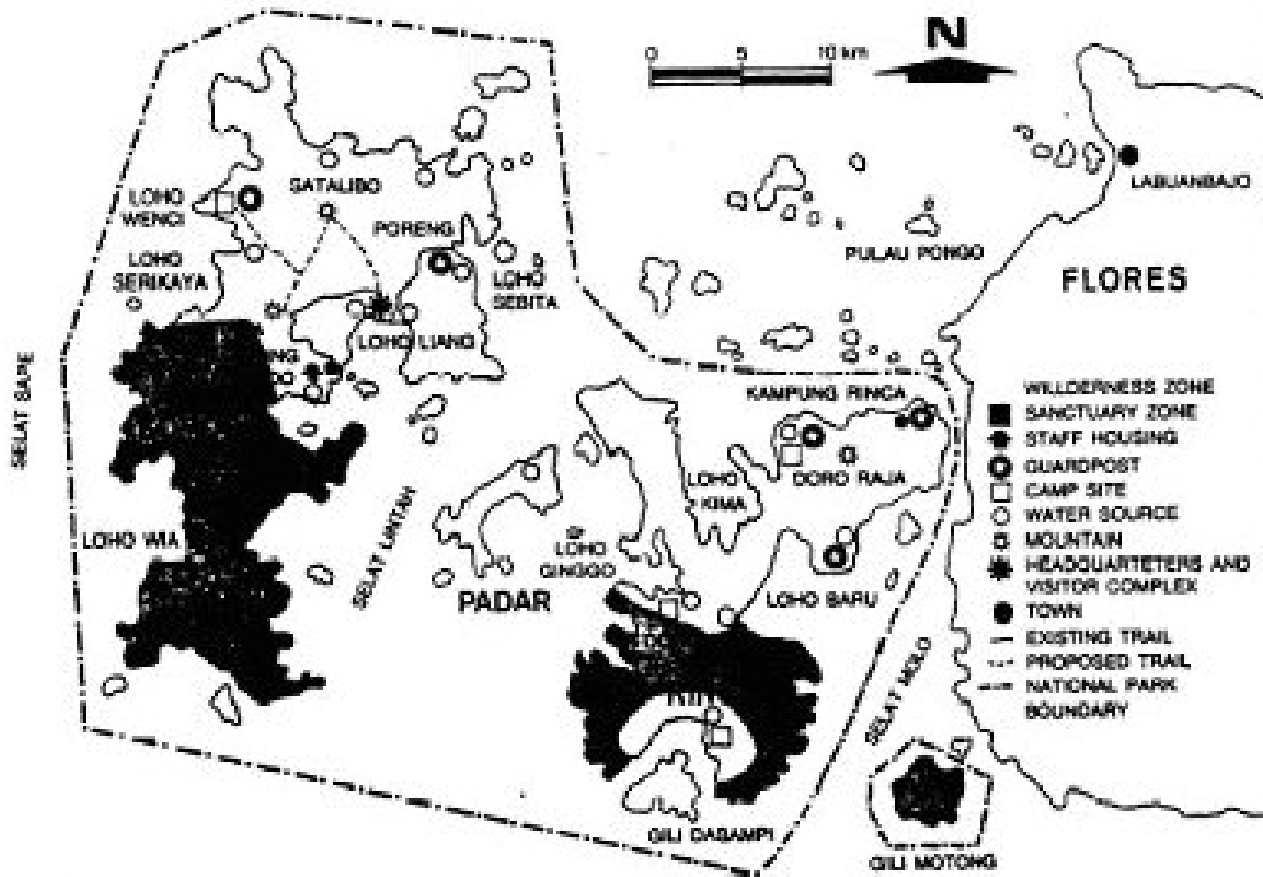 0 5 10 km
N
LOHO
WENCI
SATALIBO
PORENG
LOHO
SERIKAYA
LOHO
SEBITA
LOHO LIANG
NG
SELAT SAPE
LOHO WIA
SELAT LINTAH
PADAR
LOHO
GINGGO
LOHO
KIMA
KAMPUNG RINCA
DORO RAJA
LOHO BARU
GILI DASAMPI
SELAT MOLO
GILI MOTONG
PULAU PONGO
LABUANBAJO
FLORES
WILLDERNESS ZONE
SANCTUARY ZONE
STAFF HOUSING
GUARDPOST
CAMP SITE
WATER SOURCE
MOUNTAIN
HEADQUARTETERS AND
VISITOR COMPLEX
TOWN
EXISTING TRAIL
PROPOSED TRAIL
NATIONAL PARK
BOUNDARY